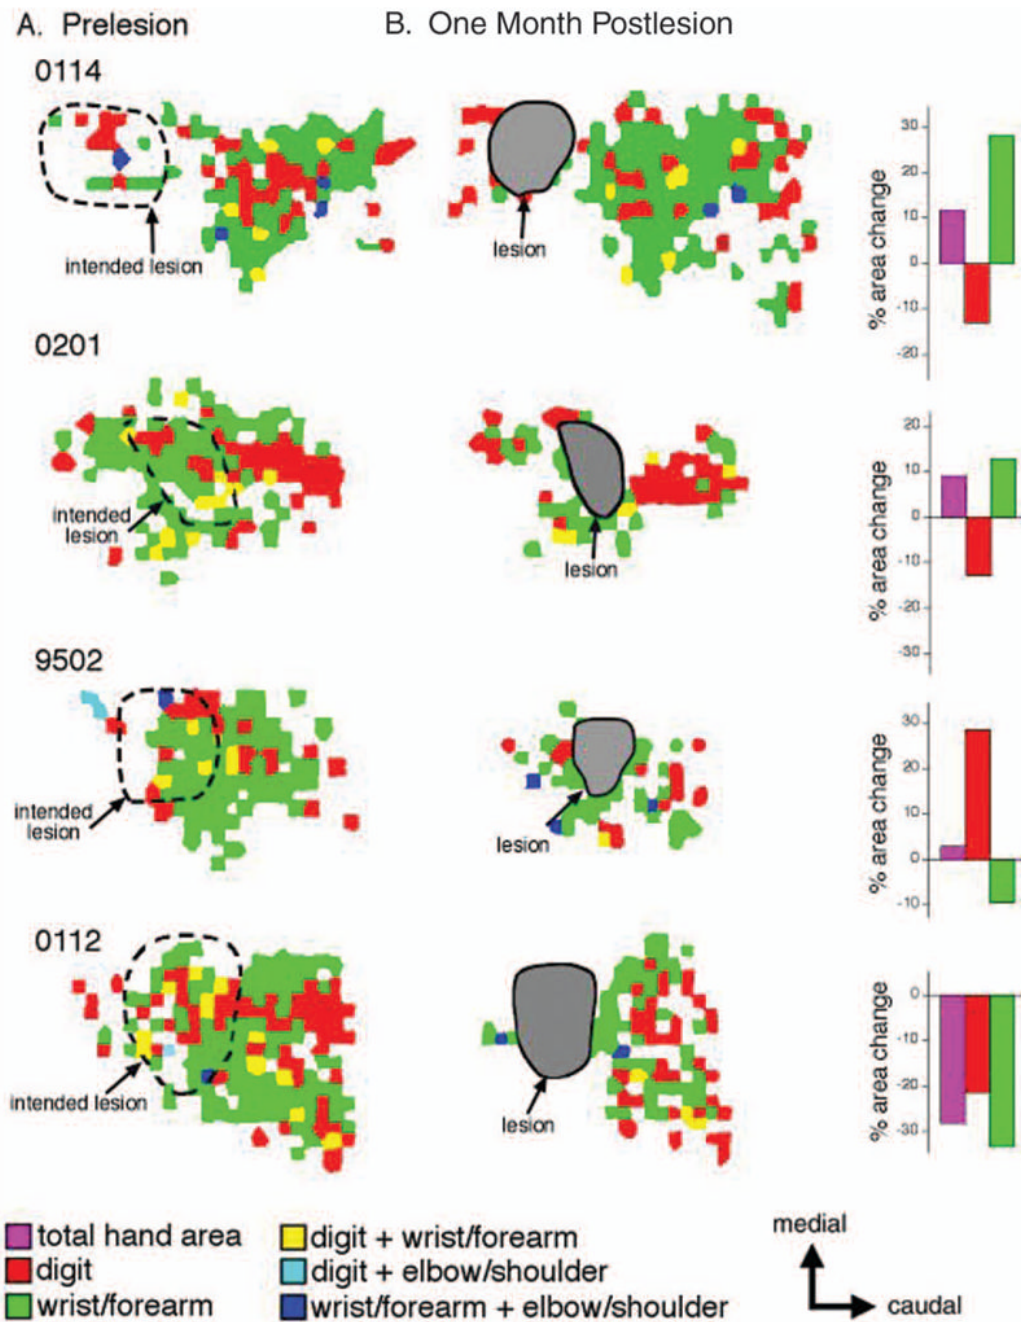 A. Prelesion
B. One Month Postlesion
0114
intended lesion
lesion
% area change
30
20
10
0
-10
-20
0201
intended
lesion
lesion
% area change
20
10
0
-10
-20
-30
9502
intended
lesion
lesion
% area change
30
20
10
0
-10
0112
intended lesion
lesion
% area change
0
-10
-20
-30
total hand area
digit
wrist/forearm
digit + wrist/forearm
digit + elbow/shoulder
wrist/forearm + elbow/shoulder
medial
caudal